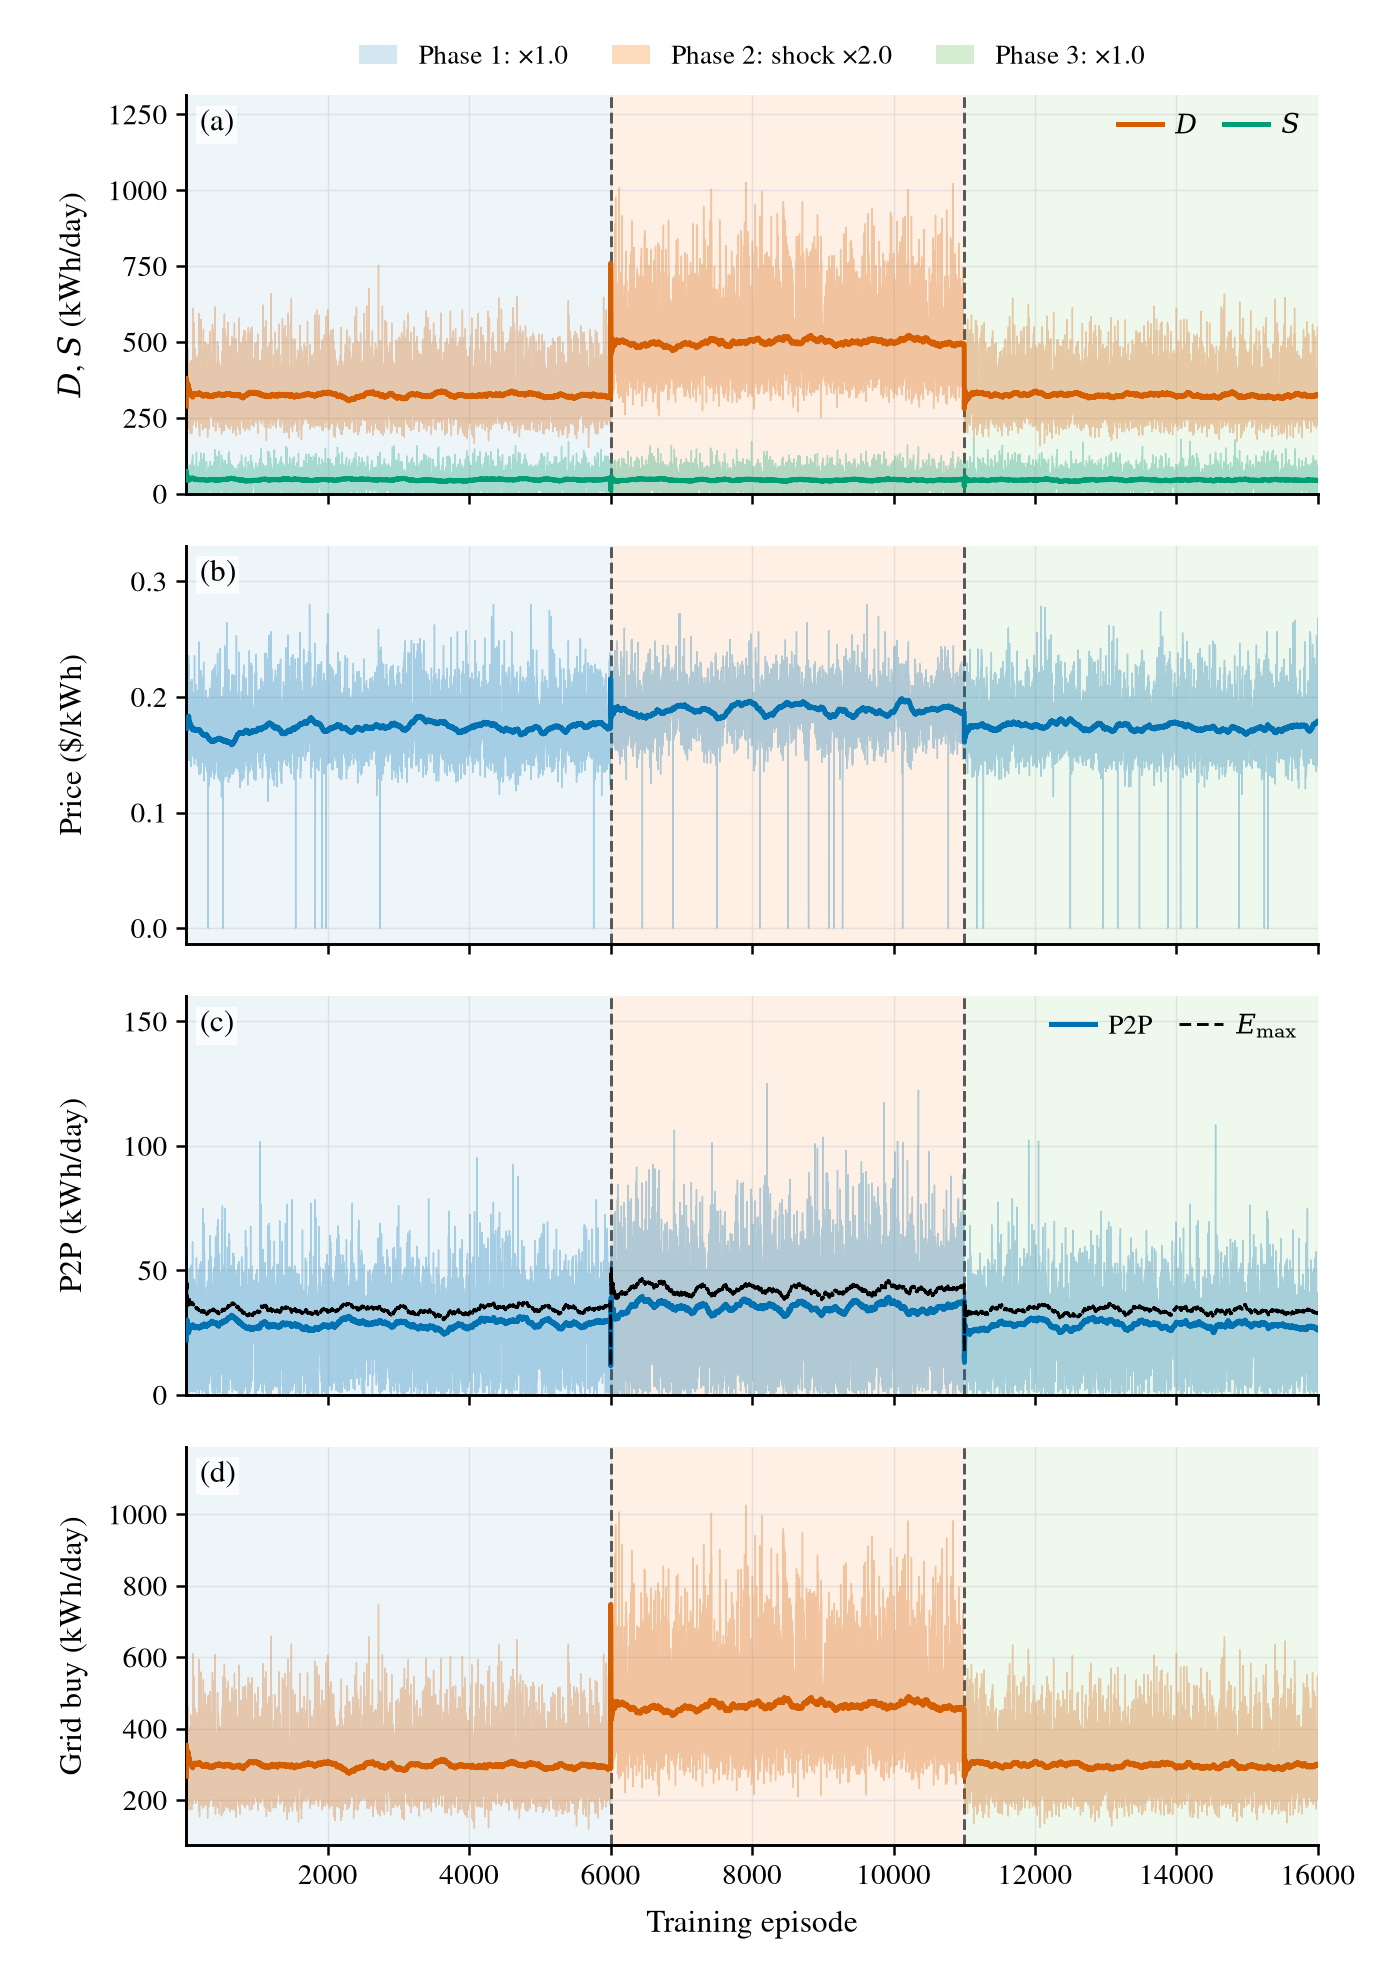 Phase 1: ×1.0 Phase 2: shock ×2.0 Phase 3: ×1.0
(a) D S
1250
1000
750
500
250
0
D, S (kWh/day)
(b)
0.3
0.2
0.1
0.0
Price ($/kWh)
(c) P2P E_max
150
100
50
0
P2P (kWh/day)
(d)
1000
800
600
400
200
Grid buy (kWh/day)
2000 4000 6000 8000 10000 12000 14000 16000
Training episode